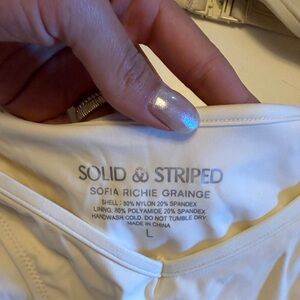 SOLID & STRIPED
SOFIA RICHIE GRAINGE
SHELL: 80% NYLON 20% SPANDEX
LINING: 80% POLYAMIDE 20% SPANDEX
HANDWASH COLD. DO NOT TUMBLE DRY
MADE IN CHINA
L